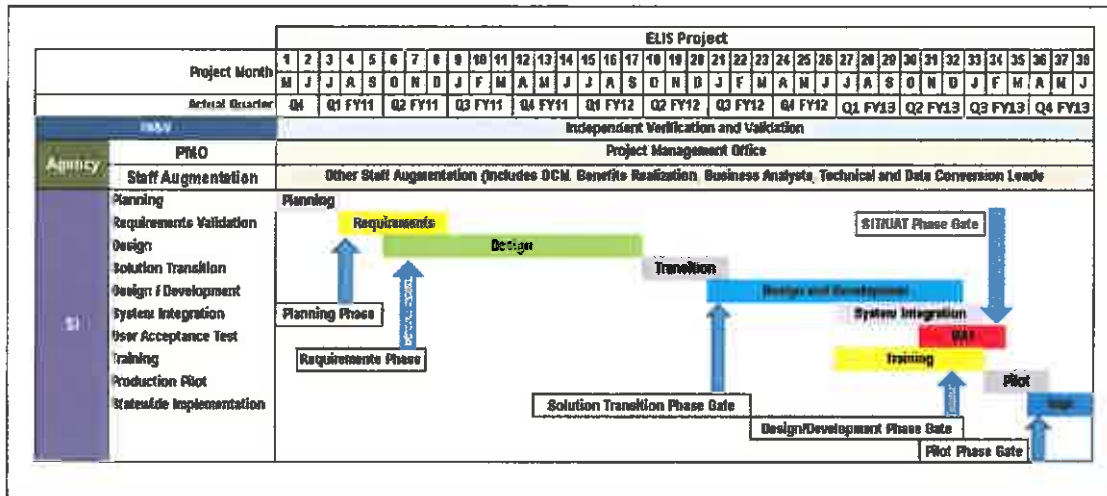 ELIS Project
Project Month 1 2 3 4 5 6 7 8 9 10 11 12 13 14 15 16 17 18 19 20 21 22 23 24 25 26 27 28 29 30 31 32 33 34 35 36 37 38
M J J A S O N D J F M A M J J A S O N D J F M A M J J A S O N D J F M A M J
Actual Quarter Q4 Q1 FY11 Q2 FY11 Q3 FY11 Q4 FY11 Q1 FY12 Q2 FY12 Q3 FY12 Q4 FY12 Q1 FY13 Q2 FY13 Q3 FY13 Q4 FY13
IV&V Independent Verification and Validation
Agency PMO Project Management Office
Staff Augmentation Other Staff Augmentation (Includes OCM, Benefits Realization, Business Analysts, Technical and Data Conversion Leads
SI
Planning Planning
Requirements Validation Requirements SIT/UAT Phase Gate
Design Design
Solution Transition Transition
Design / Development Design and Development
System Integration Planning Phase System Integration
User Acceptance Test UAT
Training Requirements Phase Training
Production Pilot Pilot
Statewide Implementation Solution Transition Phase Gate
Design/Development Phase Gate
Pilot Phase Gate